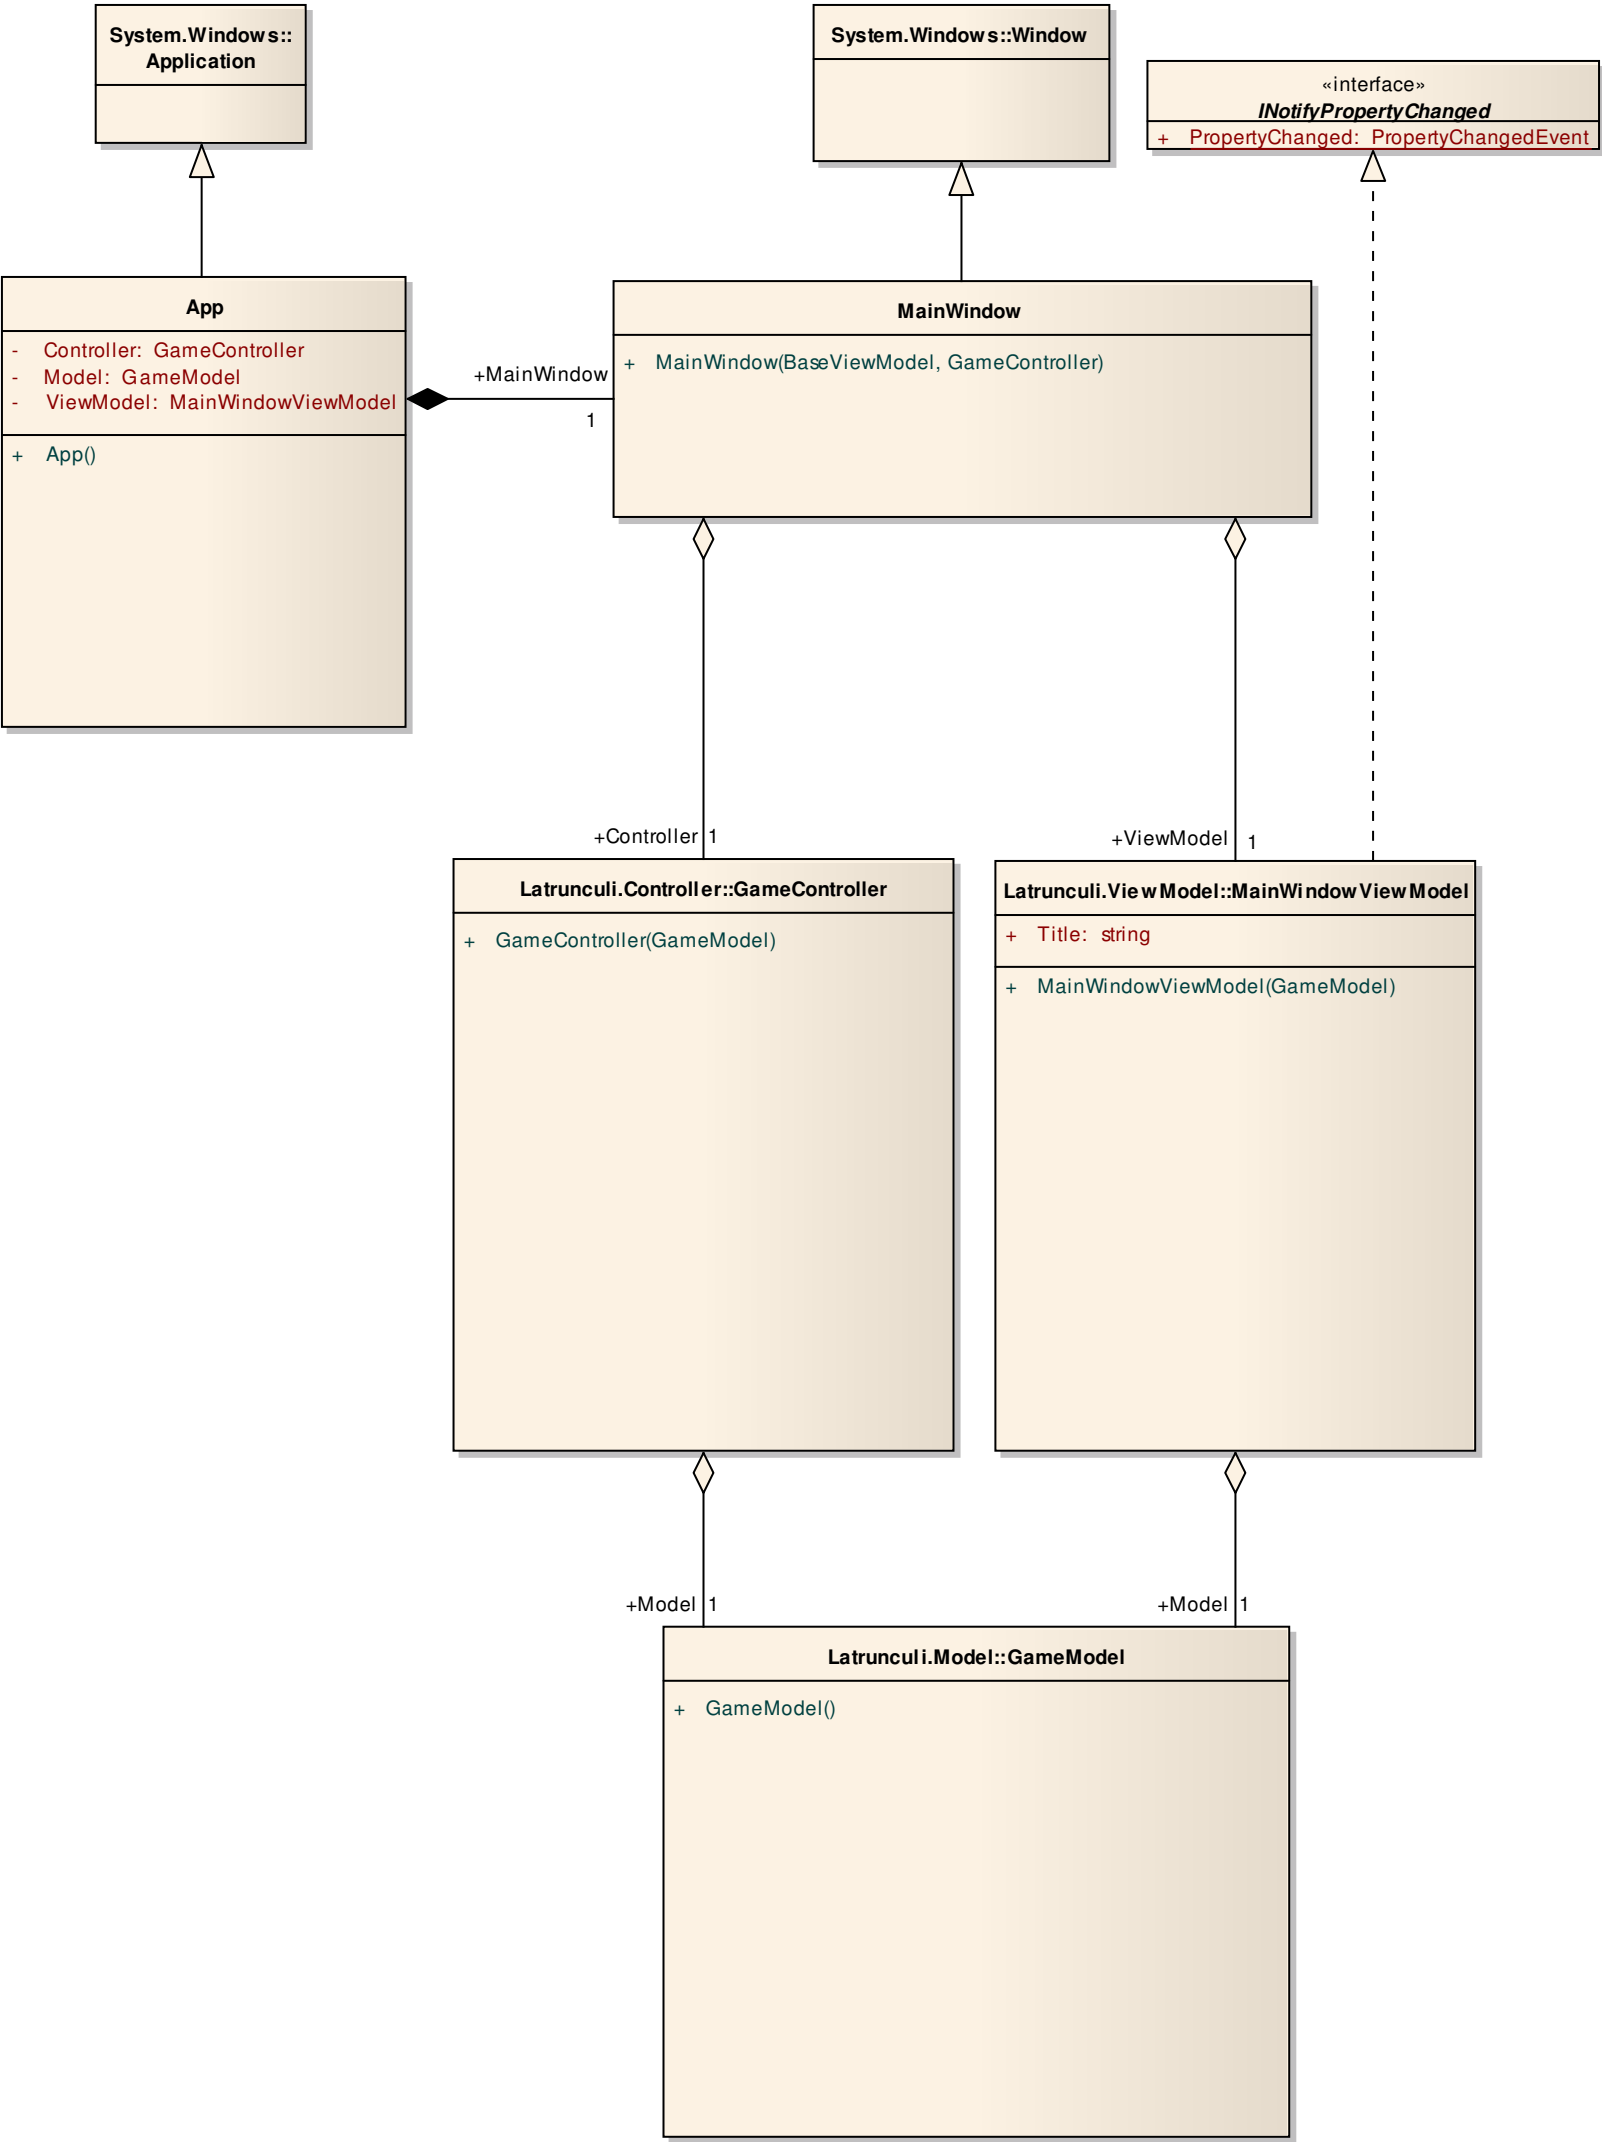 System.Windows::
Application
System.Windows::Window
«interface»
INotifyPropertyChanged
+ PropertyChanged: PropertyChangedEvent
App
- Controller: GameController
- Model: GameModel
- ViewModel: MainWindowViewModel
+ App()
+MainWindow
1
MainWindow
+ MainWindow(BaseViewModel, GameController)
+Controller 1
+ViewModel 1
Latrunculi.Controller::GameController
+ GameController(GameModel)
Latrunculi.ViewModel::MainWindowViewModel
+ Title: string
+ MainWindowViewModel(GameModel)
+Model 1
+Model 1
Latrunculi.Model::GameModel
+ GameModel()